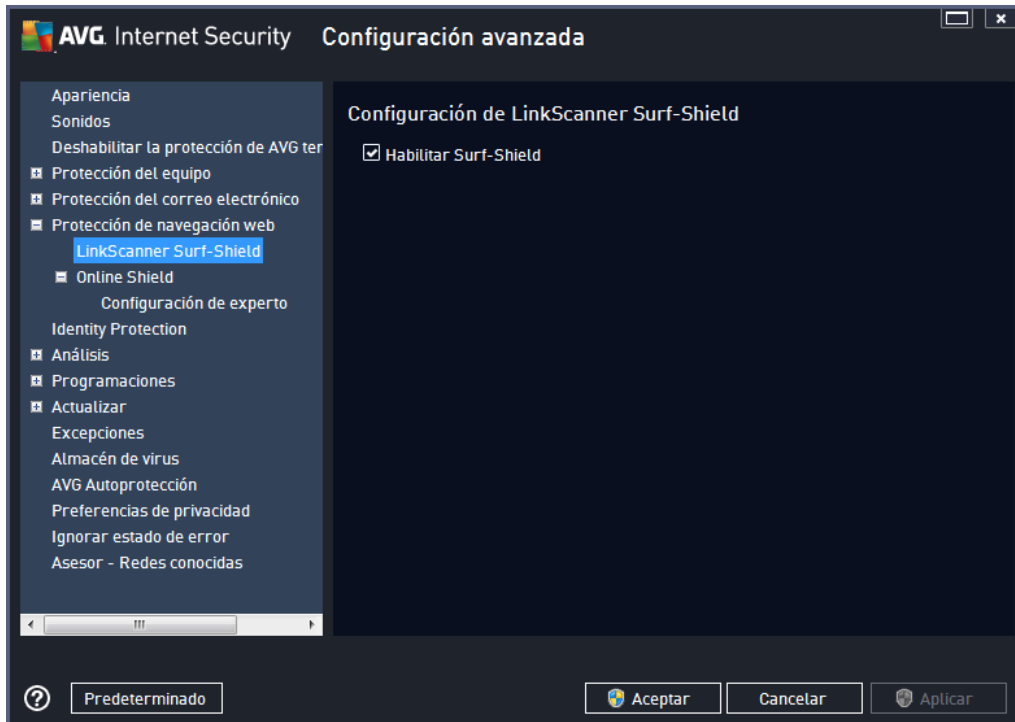 AVG. Internet Security Configuración avanzada
Apariencia
Sonidos
Deshabilitar la protección de AVG ter
Protección del equipo
Protección del correo electrónico
Protección de navegación web
LinkScanner Surf-Shield
Online Shield
Configuración de experto
Identity Protection
Análisis
Programaciones
Actualizar
Excepciones
Almacén de virus
AVG Autoprotección
Preferencias de privacidad
Ignorar estado de error
Asesor - Redes conocidas
Configuración de LinkScanner Surf-Shield
Habilitar Surf-Shield
Predeterminado
Aceptar
Cancelar
Aplicar